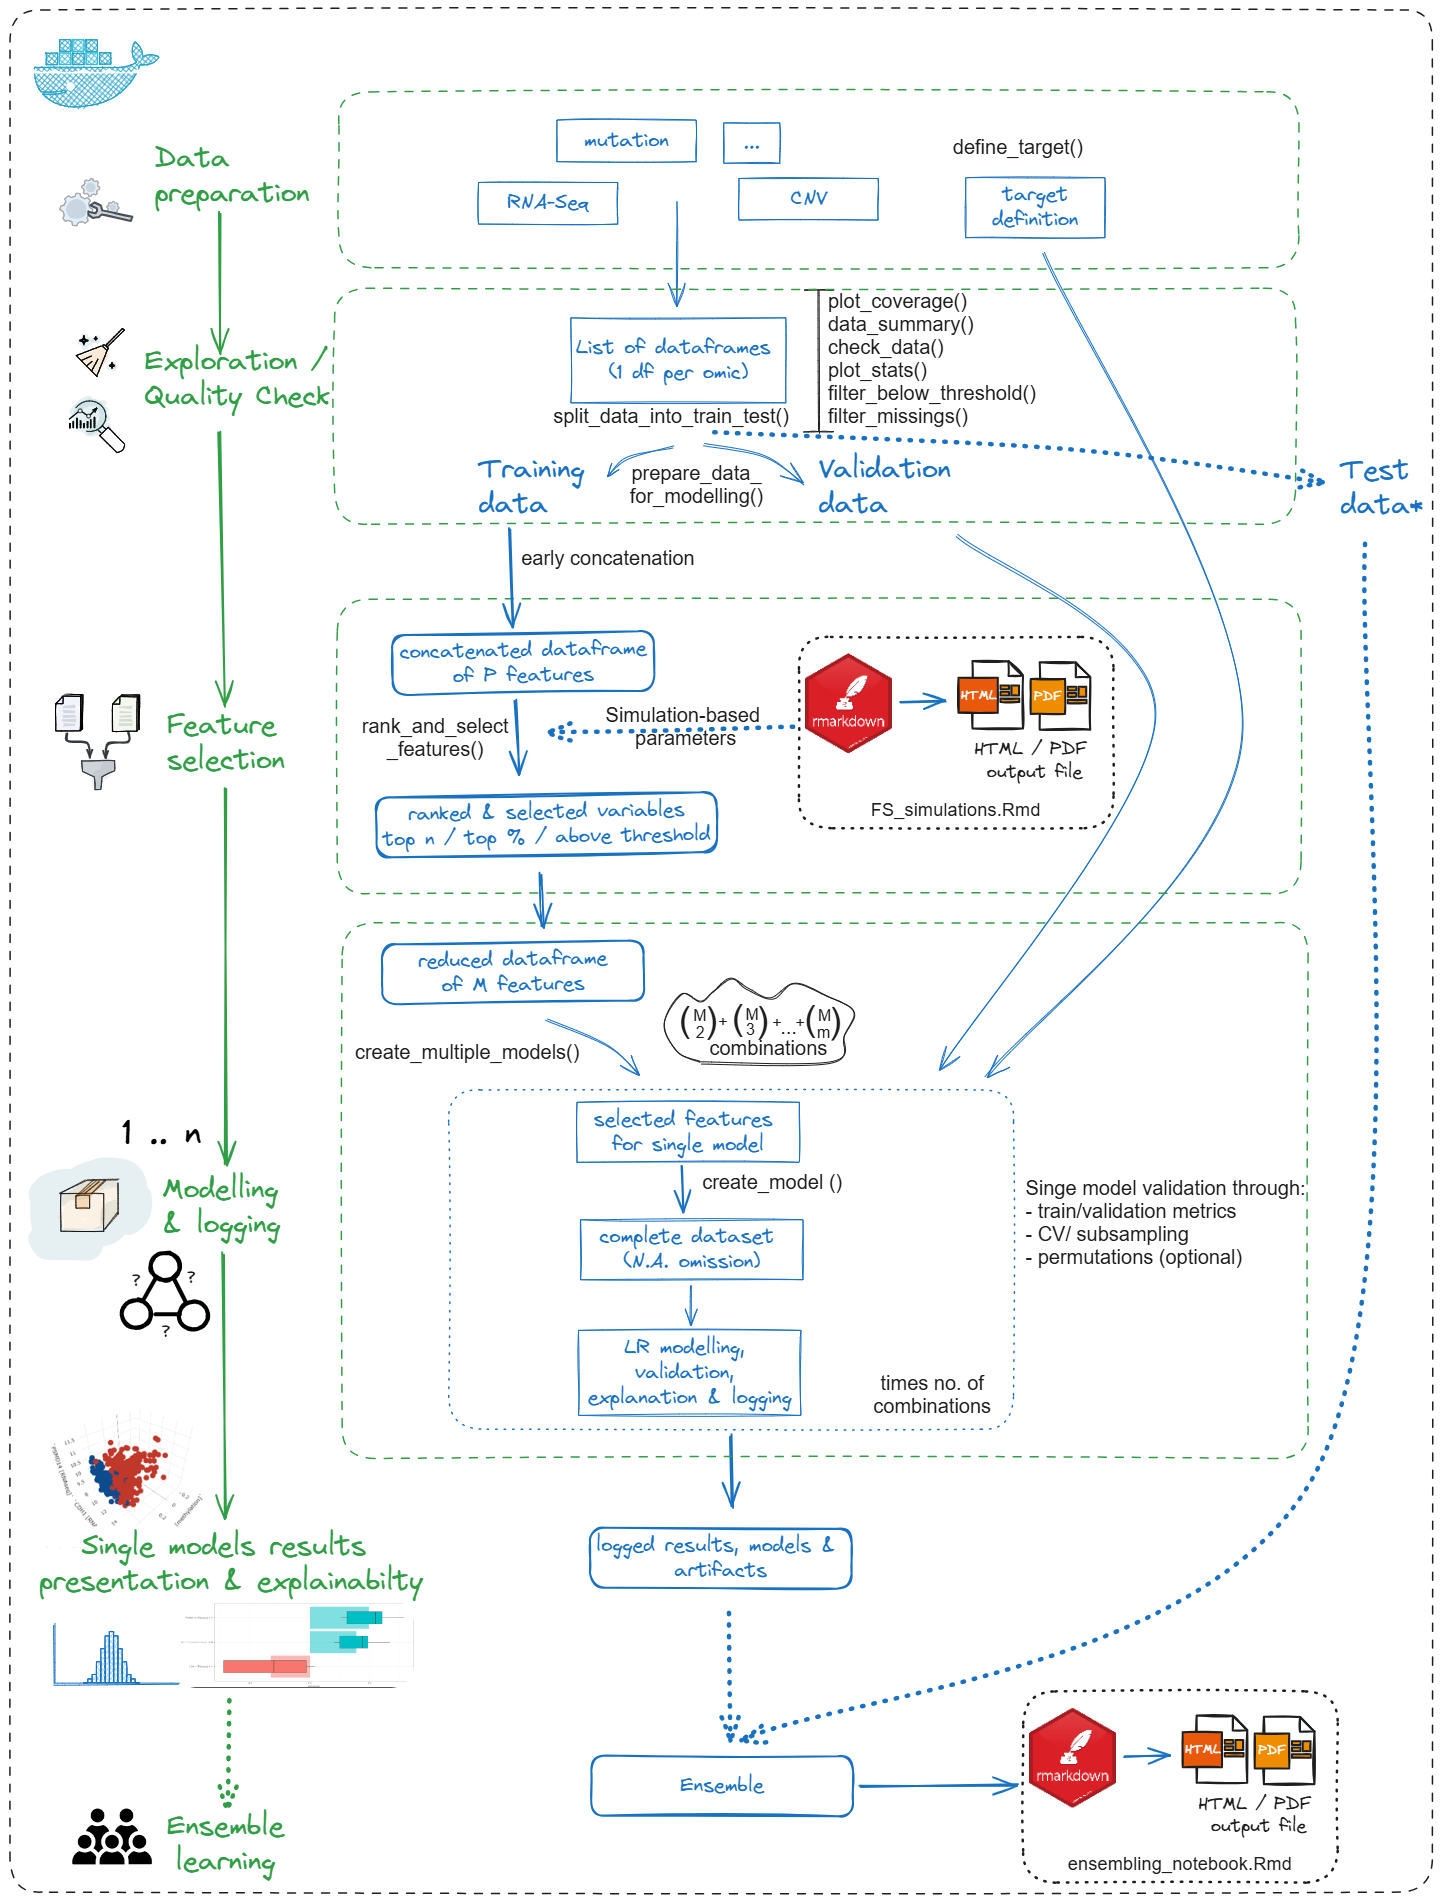 Data
preparation
mutation
...
RNA-Seq
CNV
define_target()
target
definition
Exploration /
Quality Check
List of dataframes
(1 df per omic)
split_data_into_train_test()
plot_coverage()
data_summary()
check_data()
plot_stats()
filter_below_threshold()
filter_missings()
Training
data
prepare_data_
for_modelling()
Validation
data
Test
data*
early concatenation
Feature
selection
concatenated dataframe
of P features
rank_and_select
_features()
Simulation-based
parameters
rmarkdown
HTML
PDF
HTML / PDF
output file
FS_simulations.Rmd
ranked & selected variables
top n / top % / above threshold
reduced dataframe
of M features
create_multiple_models()
(M 2) + (M 3) + ... + (M m)
combinations
1 .. n
Modelling
& logging
?
?
?
selected features
for single model
create_model ()
complete dataset
(N.A. omission)
LR modelling,
validation,
explanation & logging
times no. of
combinations
Singe model validation through:
- train/validation metrics
- CV/ subsampling
- permutations (optional)
Single models results
presentation & explainabilty
logged results, models &
artifacts
Ensemble
learning
Ensemble
rmarkdown
HTML
PDF
HTML / PDF
output file
ensembling_notebook.Rmd